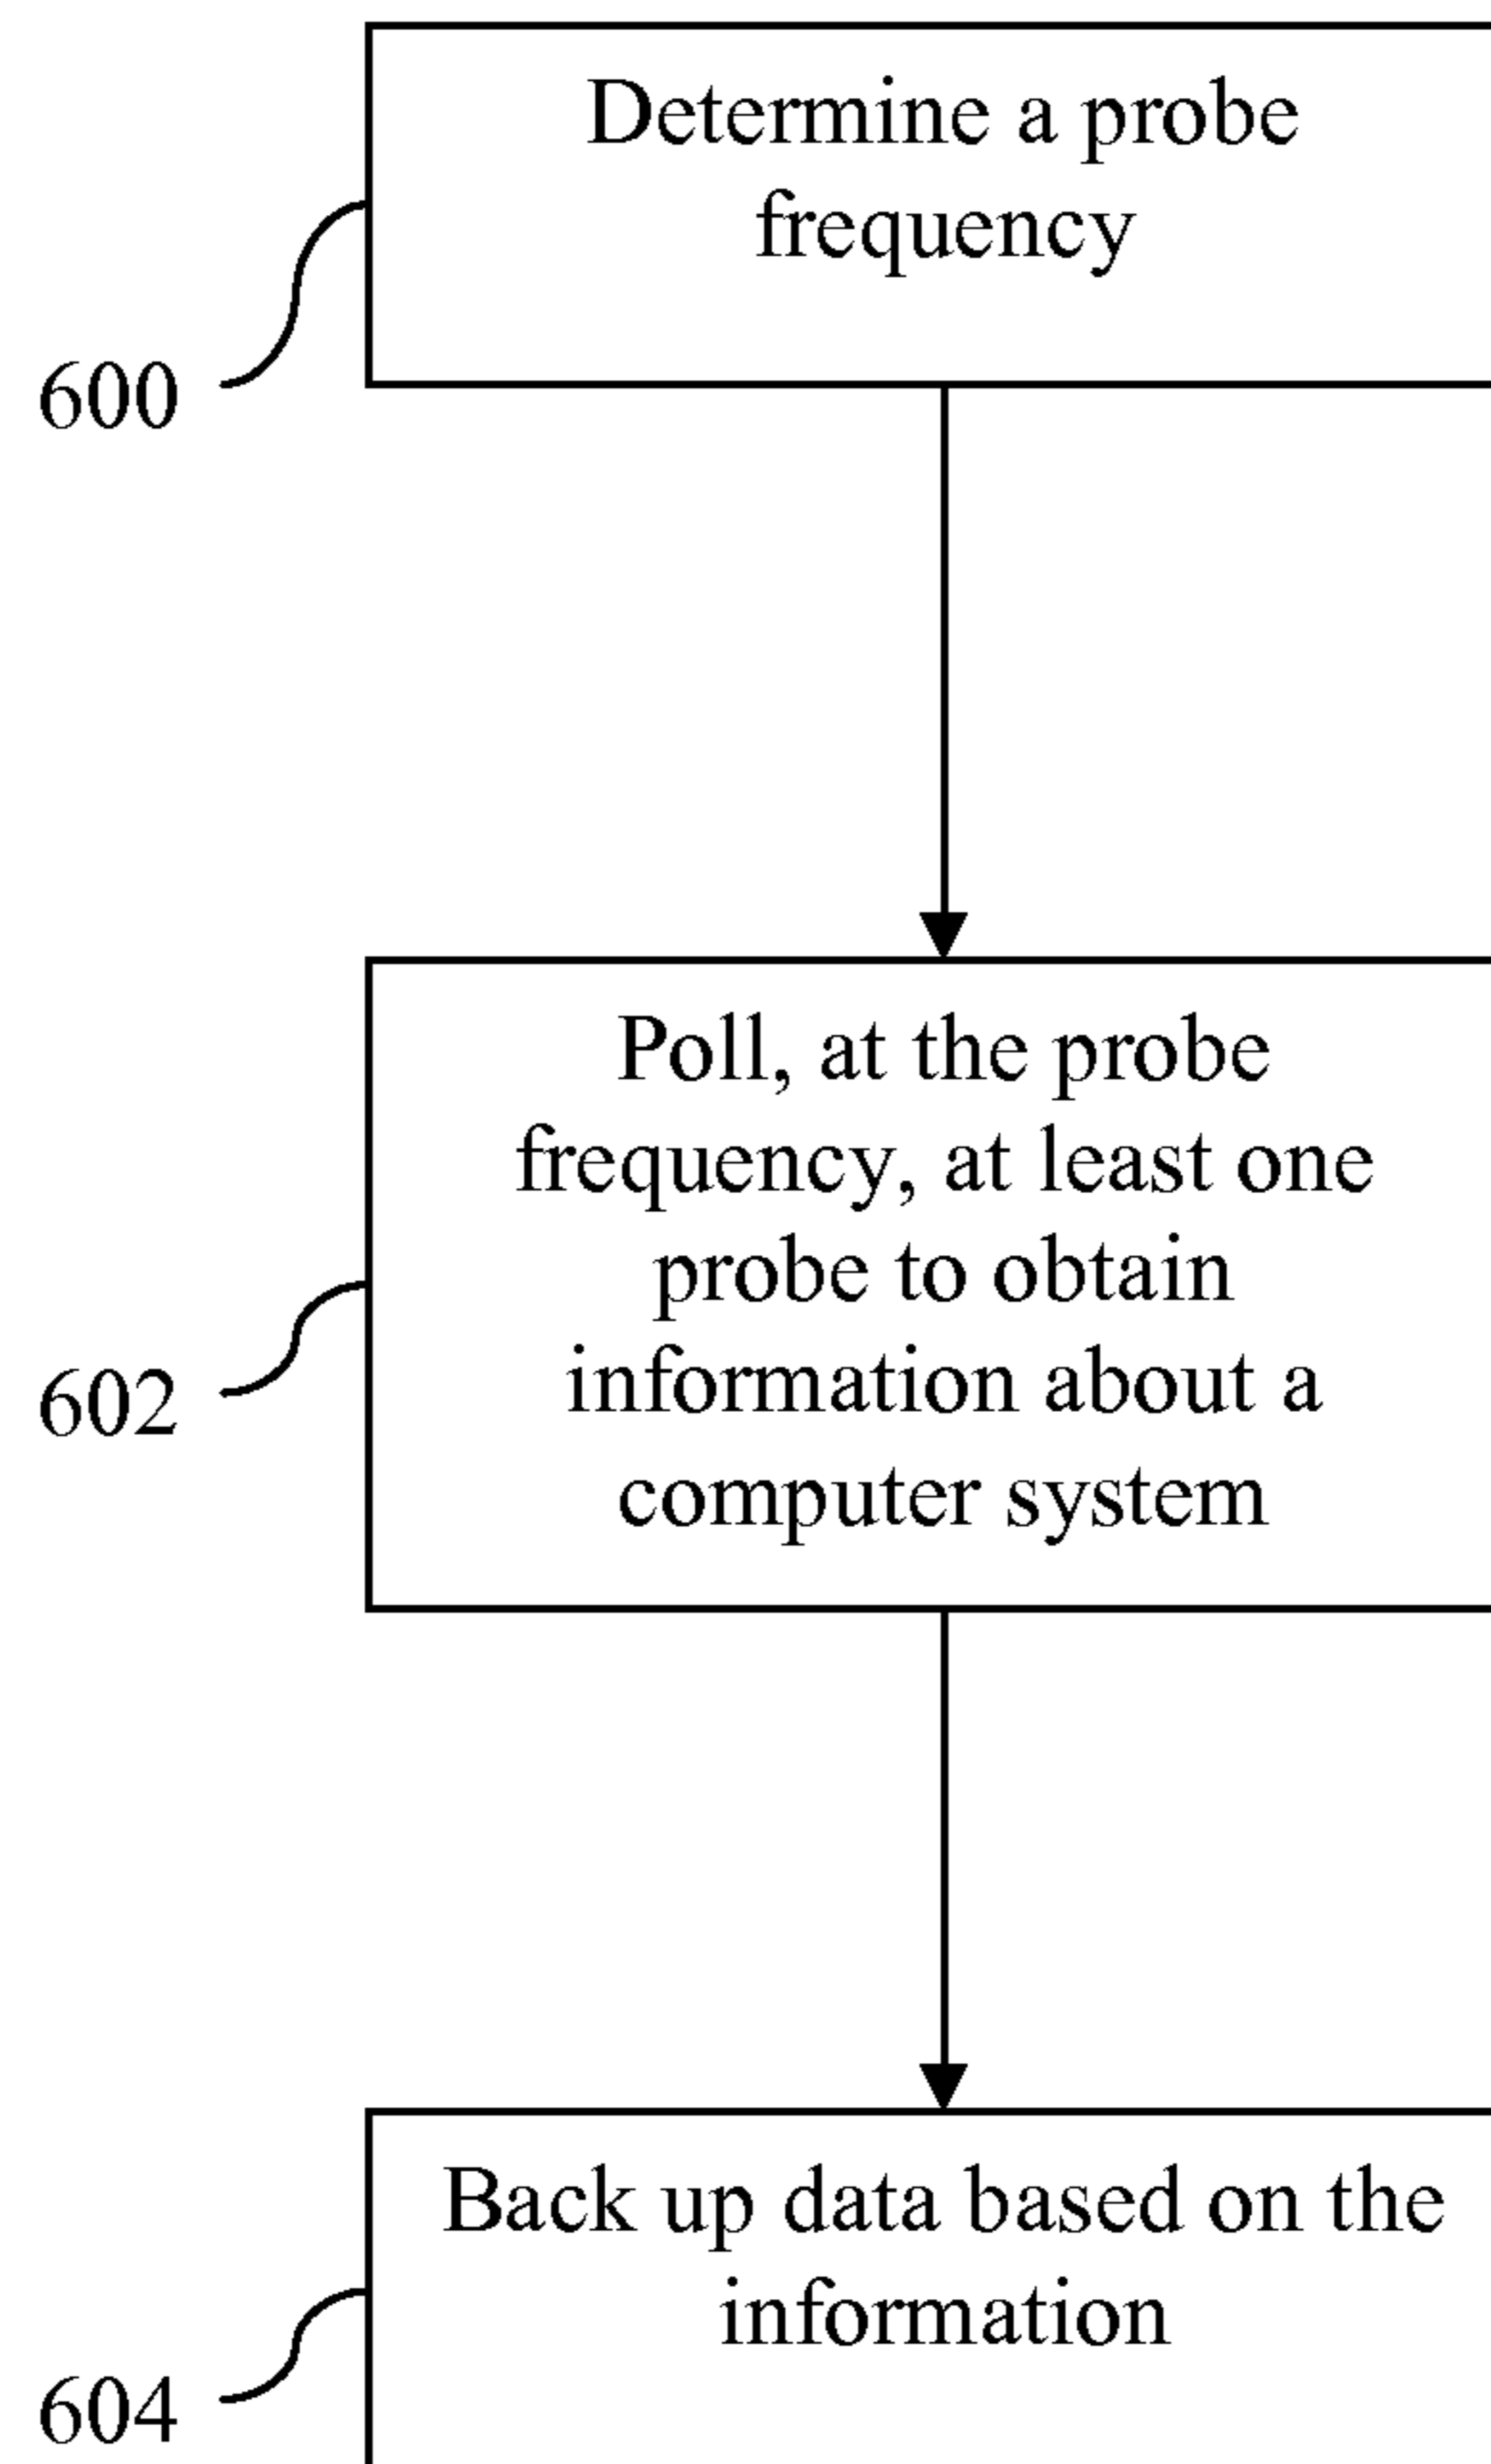 Determine a probe
frequency
600
Poll, at the probe
frequency, at least one
probe to obtain
information about a
computer system
602
Back up data based on the
information
604